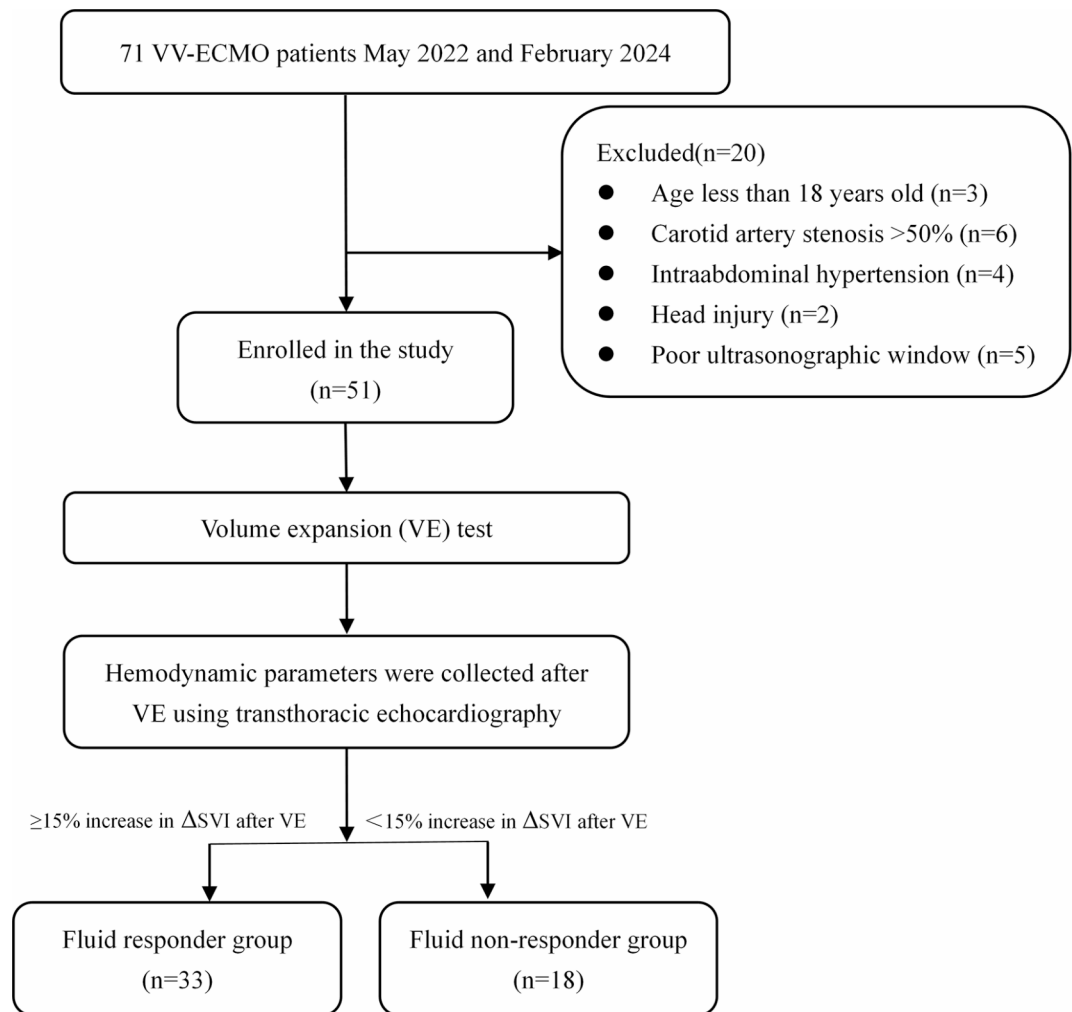 71 VV-ECMO patients May 2022 and February 2024
Excluded(n=20)
● Age less than 18 years old (n=3)
● Carotid artery stenosis >50% (n=6)
● Intraabdominal hypertension (n=4)
● Head injury (n=2)
● Poor ultrasonographic window (n=5)
Enrolled in the study
(n=51)
Volume expansion (VE) test
Hemodynamic parameters were collected after
VE using transthoracic echocardiography
≥15% increase in ΔSVI after VE
<15% increase in ΔSVI after VE
Fluid responder group
(n=33)
Fluid non-responder group
(n=18)